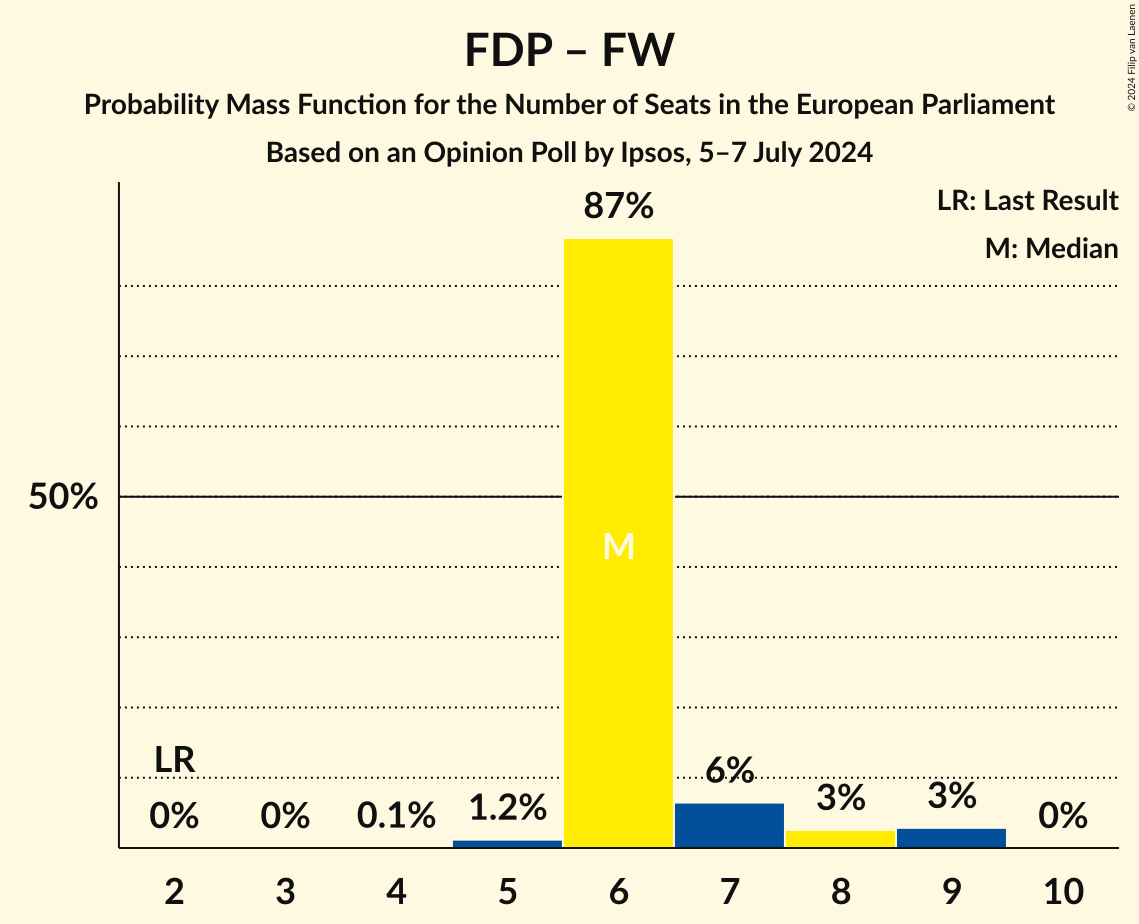 FDP – FW
Probability Mass Function for the Number of Seats in the European Parliament
Based on an Opinion Poll by Ipsos, 5–7 July 2024
© 2024 Filip van Laenen
LR: Last Result
M: Median
87%
50%
M
LR
0%
0%
0.1%
1.2%
6%
3%
3%
0%
2 3 4 5 6 7 8 9 10